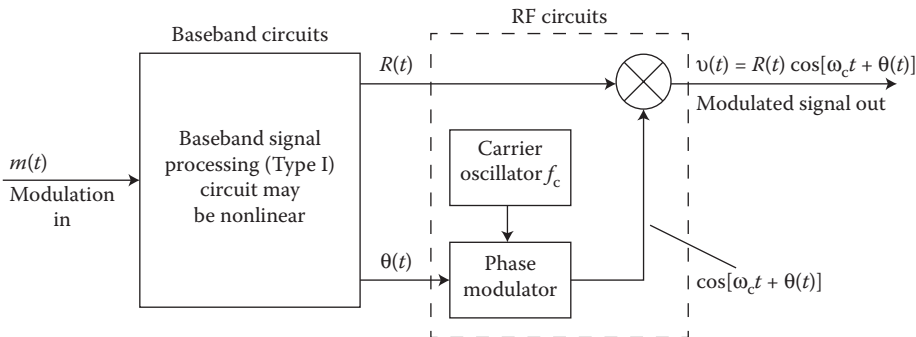 RF circuits
Baseband circuits
R(t)
υ(t) = R(t) cos[ω_c t + θ(t)]
Modulated signal out
Baseband signal
processing (Type I)
circuit may
be nonlinear
m(t)
Modulation
in
Carrier
oscillator f_c
θ(t)
Phase
modulator
cos[ω_c t + θ(t)]